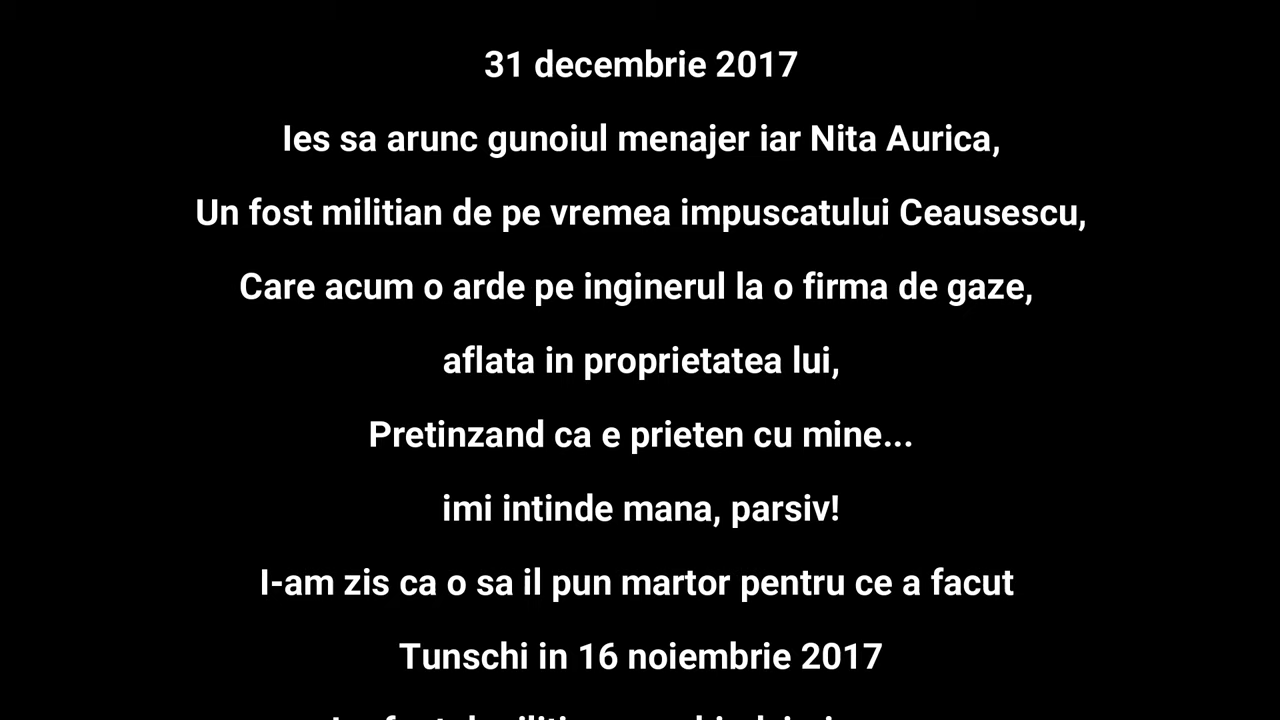 31 decembrie 2017
Ies sa arunc gunoiul menajer iar Nita Aurica,
Un fost militian de pe vremea impuscatului Ceausescu,
Care acum o arde pe inginerul la o firma de gaze,
aflata in proprietatea lui,
Pretinzand ca e prieten cu mine...
imi intinde mana, parsiv!
I-am zis ca o sa il pun martor pentru ce a facut
Tunschi in 16 noiembrie 2017